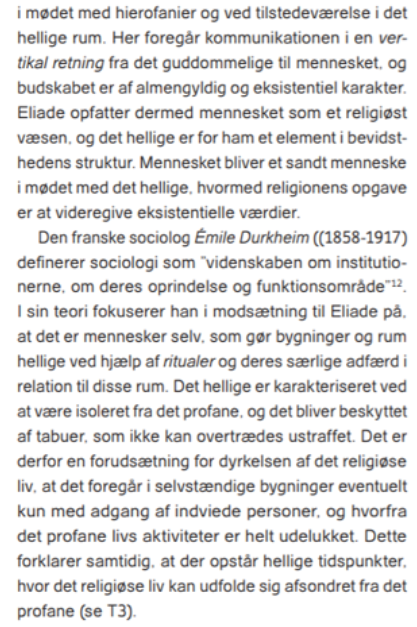 i mødet med hierofanier og ved tilstedeværelse i det
hellige rum. Her foregår kommunikationen i en ver-
tikal retning fra det guddommelige til mennesket, og
budskabet er af almengyldig og eksistentiel karakter.
Eliade opfatter dermed mennesket som et religiøst
væsen, og det hellige er for ham et element i bevidst-
hedens struktur. Mennesket bliver et sandt menneske
i mødet med det hellige, hvormed religionens opgave
er at videregive eksistentielle værdier.
Den franske sociolog Émile Durkheim ((1858-1917)
definerer sociologi som "videnskaben om institutio-
nerne, om deres oprindelse og funktionsområde"¹².
I sin teori fokuserer han i modsætning til Eliade på,
at det er mennesker selv, som gør bygninger og rum
hellige ved hjælp af ritualer og deres særlige adfærd i
relation til disse rum. Det hellige er karakteriseret ved
at være isoleret fra det profane, og det bliver beskyttet
af tabuer, som ikke kan overtrædes ustraffet. Det er
derfor en forudsætning for dyrkelsen af det religiøse
liv, at det foregår i selvstændige bygninger eventuelt
kun med adgang af indviede personer, og hvorfra
det profane livs aktiviteter er helt udelukket. Dette
forklarer samtidig, at der opstår hellige tidspunkter,
hvor det religiøse liv kan udfolde sig afsondret fra det
profane (se T3).